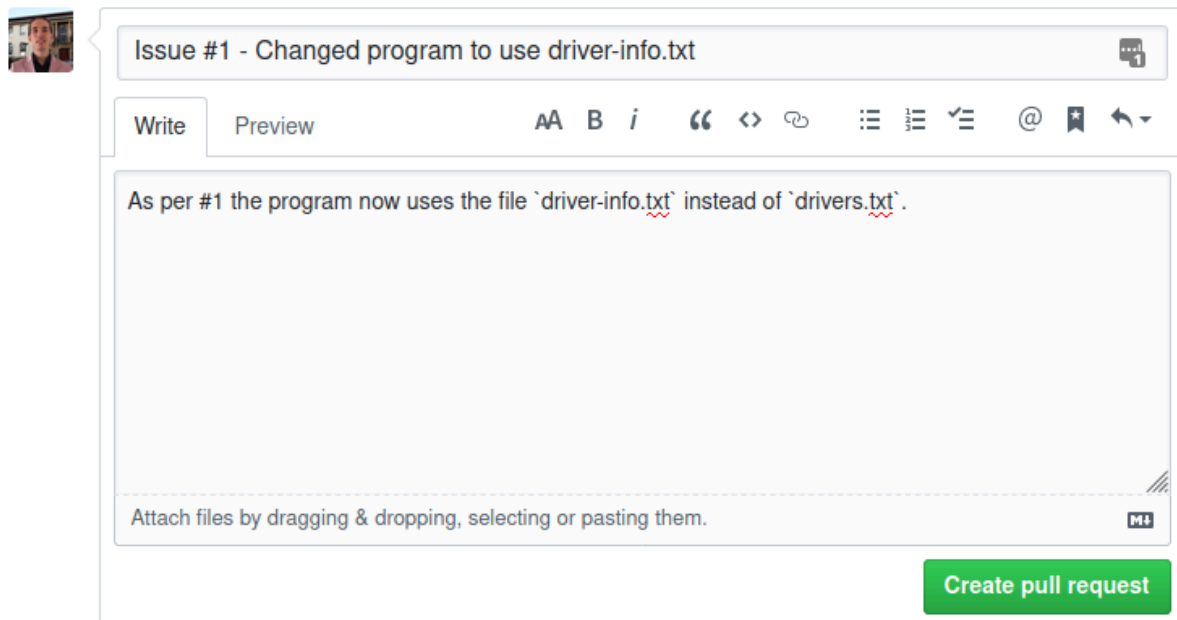 Issue #1 - Changed program to use driver-info.txt
1
Write Preview AA B i @
As per #1 the program now uses the file `driver-info.txt` instead of `drivers.txt`.
Attach files by dragging & dropping, selecting or pasting them.
M
Create pull request